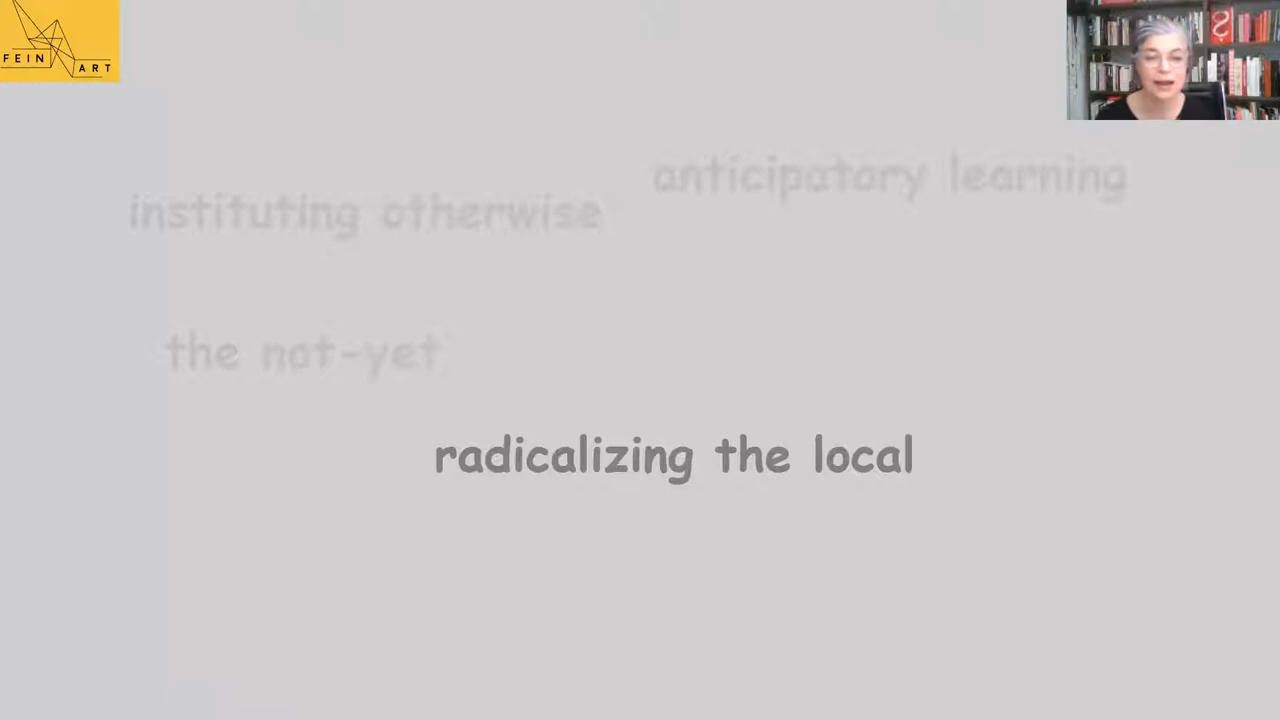 FEIN
ART
anticipatory learning
instituting otherwise
the not-yet
radicalizing the local